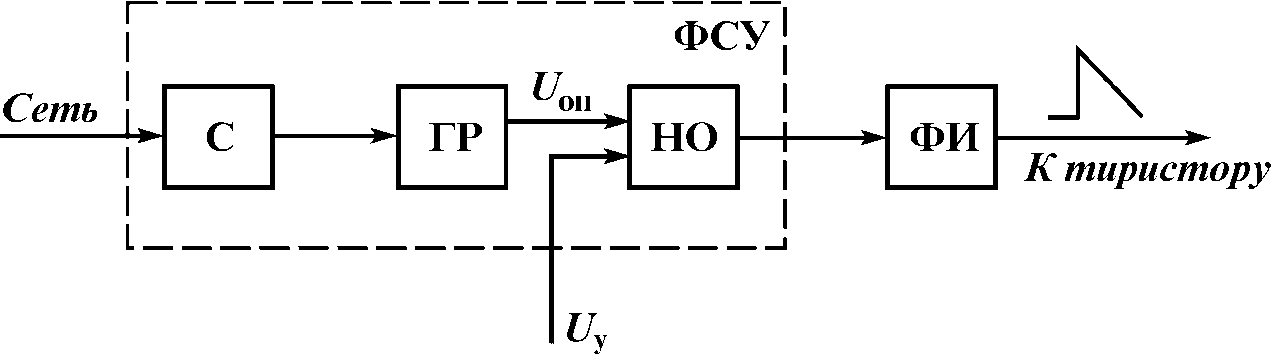 ФСУ
Сеть
С
ГР
Uоп
НО
ФИ
К тиристору
Uу